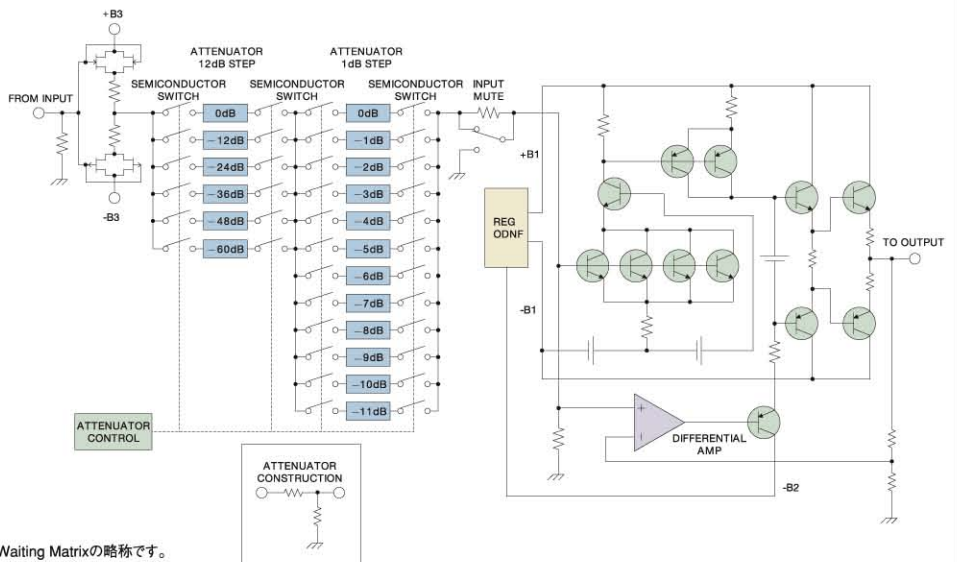 +B3
ATTENUATOR
12dB STEP
ATTENUATOR
1dB STEP
FROM INPUT
SEMICONDUCTOR
SWITCH
SEMICONDUCTOR
SWITCH
SEMICONDUCTOR
SWITCH
INPUT
MUTE
0dB
−12dB
−24dB
−36dB
−48dB
−60dB
0dB
−1dB
−2dB
−3dB
−4dB
−5dB
−6dB
−7dB
−8dB
−9dB
−10dB
−11dB
-B3
+B1
REG
ODNF
-B1
TO OUTPUT
ATTENUATOR
CONTROL
+
−
DIFFERENTIAL
AMP
-B2
ATTENUATOR
CONSTRUCTION
Waiting Matrixの略称です。